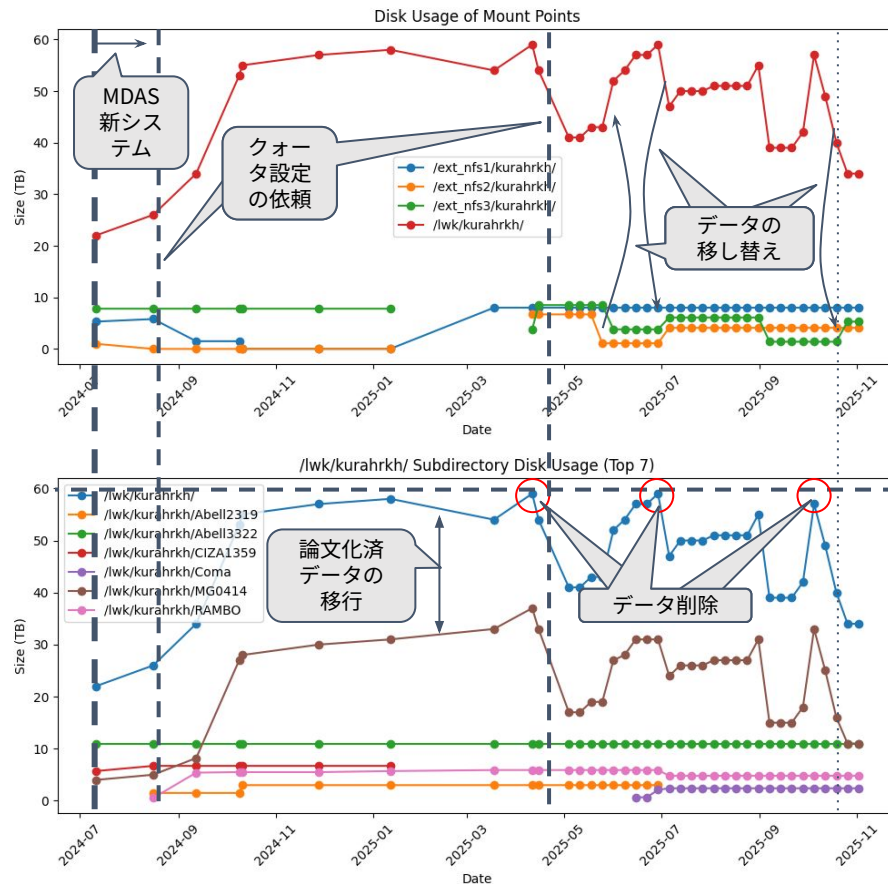 Disk Usage of Mount Points
60
50
40
30
20
10
0
Size (TB)
MDAS
新シス
テム
クォー
タ設定
の依頼
/ext_nfs1/kurahrkh/
/ext_nfs2/kurahrkh/
/ext_nfs3/kurahrkh/
/lwk/kurahrkh/
データの
移し替え
2024-07
2024-09
2024-11
2025-01
2025-03
2025-05
2025-07
2025-09
2025-11
Date
/lwk/kurahrkh/ Subdirectory Disk Usage (Top 7)
60
50
40
30
20
10
0
Size (TB)
/lwk/kurahrkh/
/lwk/kurahrkh/Abell2319
/lwk/kurahrkh/Abell3322
/lwk/kurahrkh/CIZA1359
/lwk/kurahrkh/Coma
/lwk/kurahrkh/MG0414
/lwk/kurahrkh/RAMBO
論文化済
データの
移行
データ削除
2024-07
2024-09
2024-11
2025-01
2025-03
2025-05
2025-07
2025-09
2025-11
Date